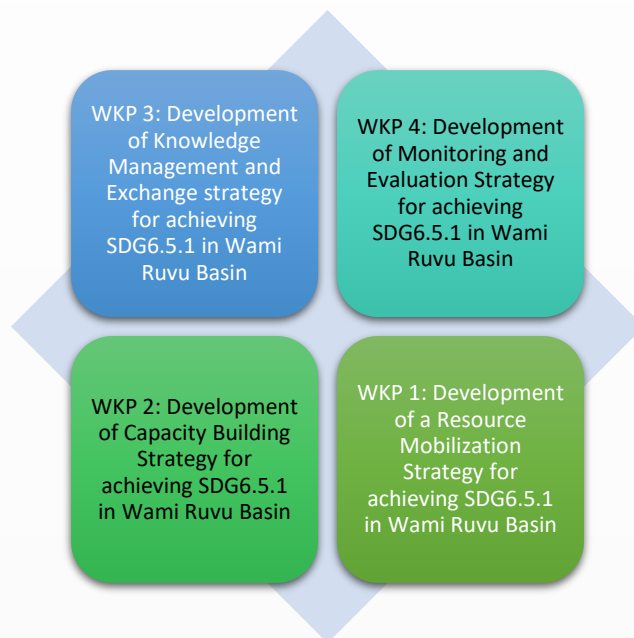 WKP 3: Development
of Knowledge
Management and
Exchange strategy
for achieving
SDG6.5.1 in Wami
Ruvu Basin
WKP 4: Development
of Monitoring and
Evaluation Strategy
for achieving
SDG6.5.1 in Wami
Ruvu Basin
WKP 2: Development
of Capacity Building
Strategy for
achieving SDG6.5.1
in Wami Ruvu Basin
WKP 1: Development
of a Resource
Mobilization
Strategy for
achieving SDG6.5.1
in Wami Ruvu Basin